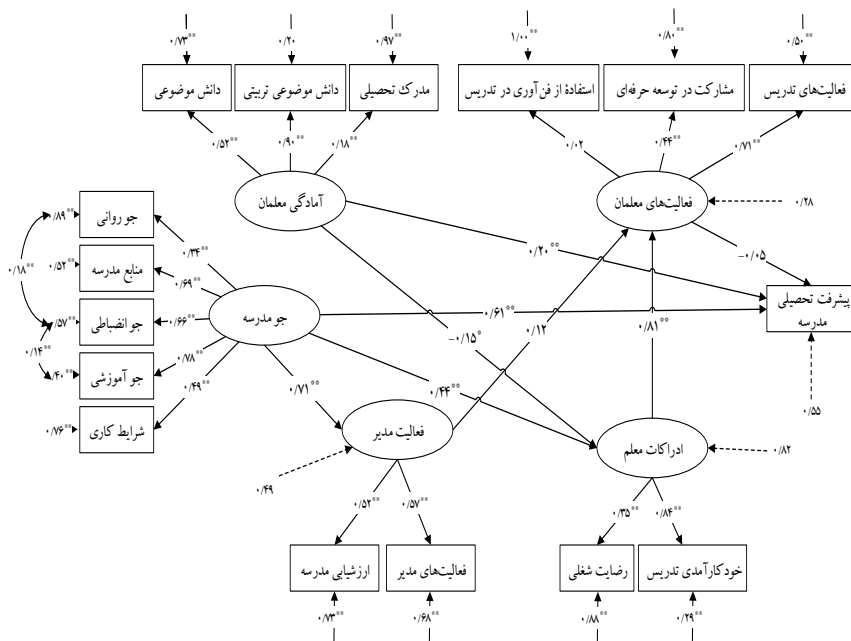 ۰/۷۳** ۰/۲۰ ۰/۹۷** ۱/۰۰** ۰/۸۰** ۰/۵۰**
دانش موضوعی
دانش موضوعی تربیتی
مدرک تحصیلی
استفادهٔ از فن‌آوری در تدریس
مشارکت در توسعه حرفه‌ای
فعالیت‌های تدریس
۰/۵۲** ۰/۹۰** ۰/۱۸** ۰/۰۲ ۰/۴۴** ۰/۷۱**
آمادگی معلمان
فعالیت‌های معلمان
۰/۲۸
۰/۸۹**
جو روانی
۰/۳۴**
۰/۲۰**
-۰/۰۵
۰/۱۸**
۰/۵۲**
منابع مدرسه
۰/۶۹**
۰/۵۷**
جو انضباطی
۰/۶۶**
جو مدرسه
۰/۶۱**
پیشرفت تحصیلی
مدرسه
۰/۱۲
۰/۸۱**
-۰/۱۵*
۰/۱۴**
۰/۴۰**
جو آموزشی
۰/۷۸**
۰/۴۹**
۰/۷۱**
۰/۴۴**
۰/۵۵
۰/۷۶**
شرایط کاری
فعالیت مدیر
ادراکات معلم
۰/۸۲
۰/۴۹
۰/۵۲** ۰/۵۷** ۰/۳۵** ۰/۸۴**
ارزشیابی مدرسه
فعالیت‌های مدیر
رضایت شغلی
خودکارآمدی تدریس
۰/۷۳** ۰/۶۸** ۰/۸۸** ۰/۲۹**